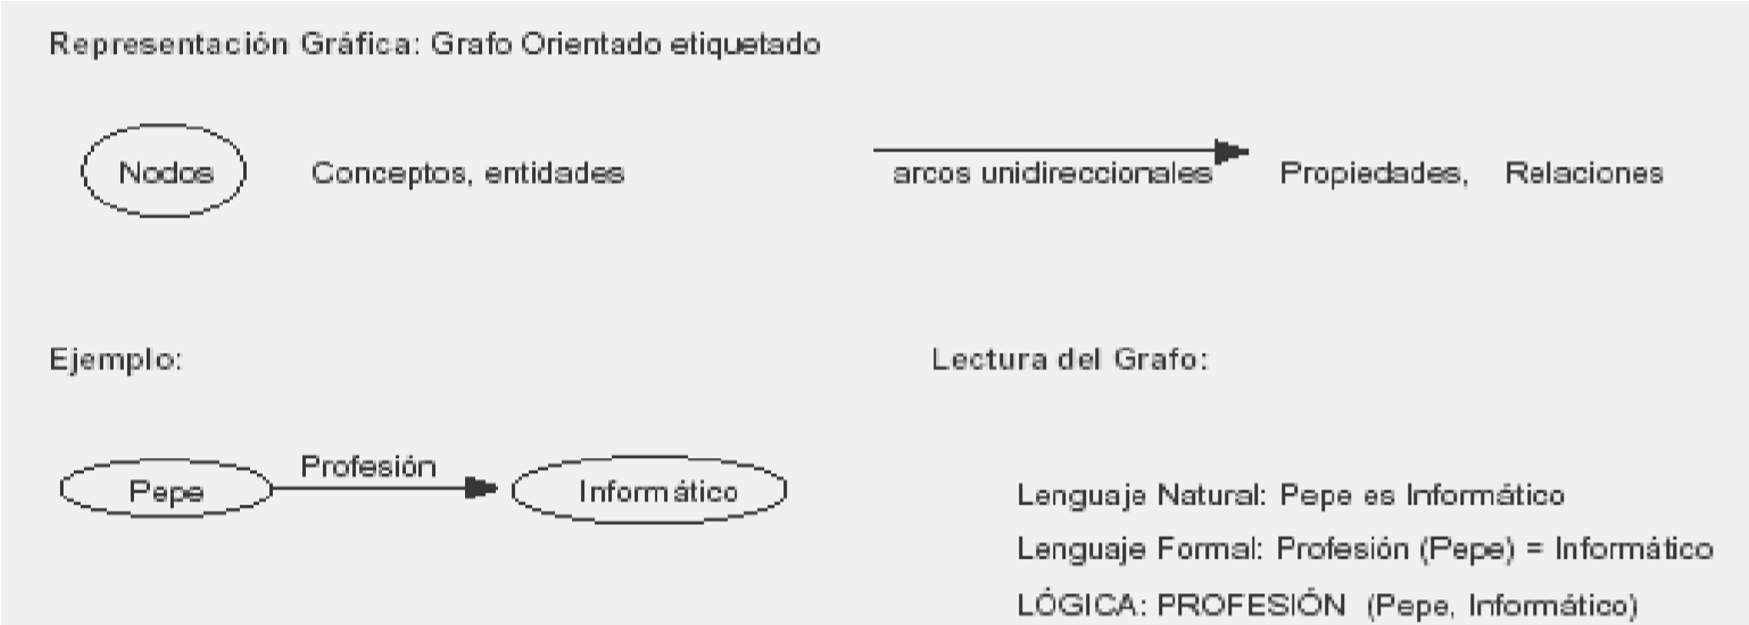 Representación Gráfica: Grafo Orientado etiquetado
Nodos Conceptos, entidades arcos unidireccionales Propiedades, Relaciones
Ejemplo: Lectura del Grafo:
Profesión
Pepe Informático Lenguaje Natural: Pepe es Informático
Lenguaje Formal: Profesión (Pepe) = Informático
LÓGICA: PROFESIÓN (Pepe, Informático)